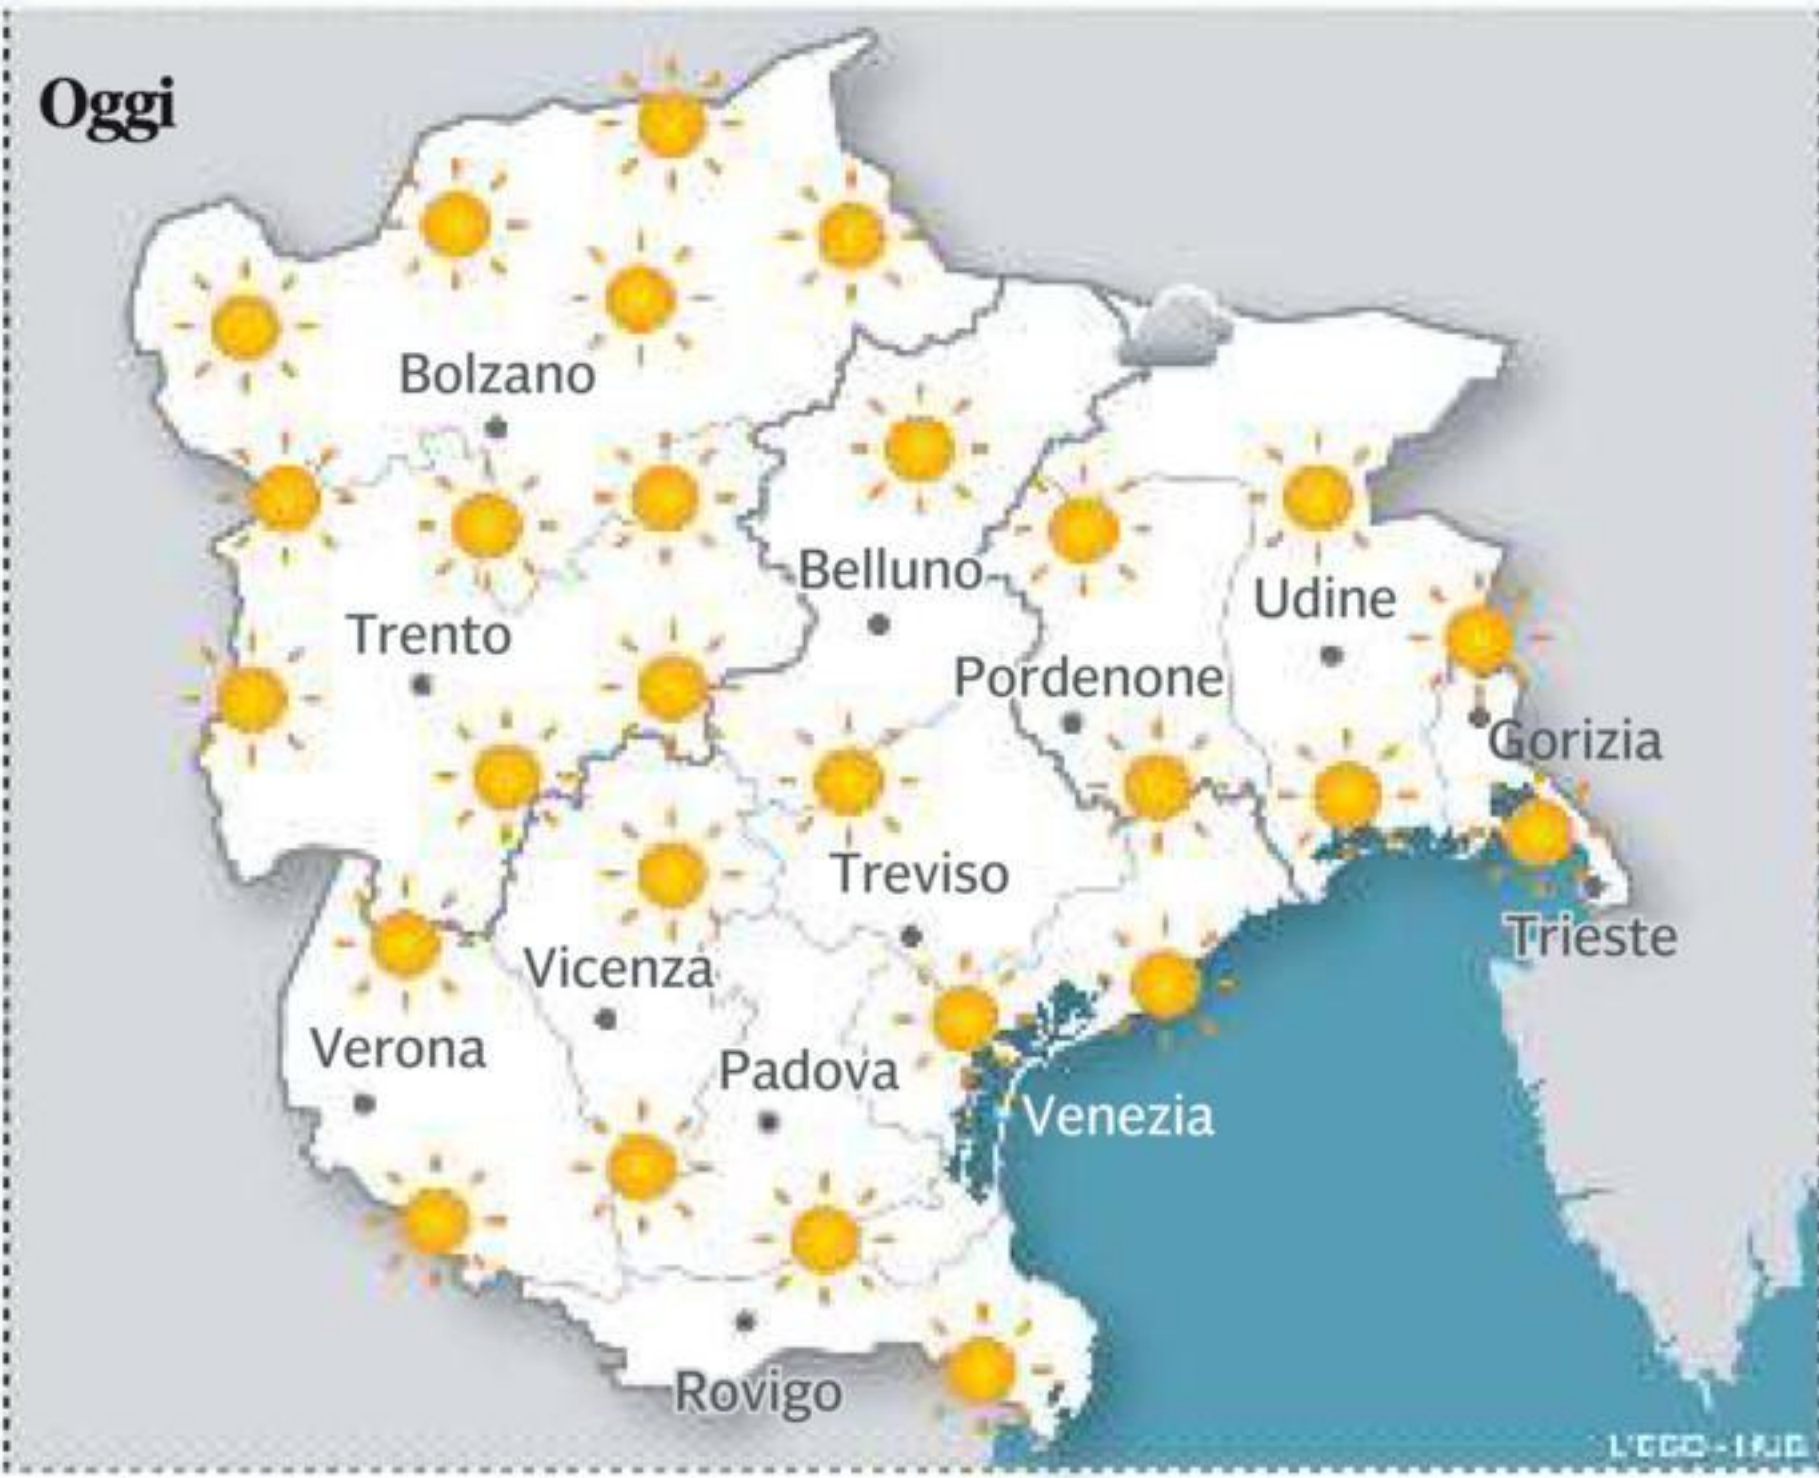 Oggi
Bolzano
Belluno
Udine
Trento
Pordenone
Gorizia
Treviso
Trieste
Vicenza
Verona
Padova
Venezia
Rovigo